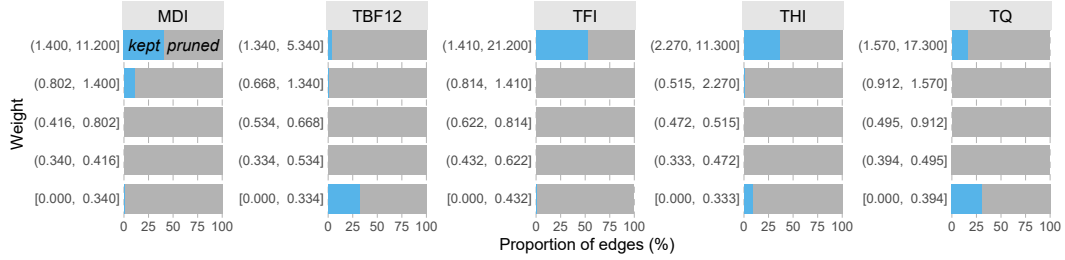 MDI TBF12 TFI THI TQ
(1.400, 11.200] kept pruned (1.340, 5.340] (1.410, 21.200] (2.270, 11.300] (1.570, 17.300]
(0.802, 1.400] (0.668, 1.340] (0.814, 1.410] (0.515, 2.270] (0.912, 1.570]
(0.416, 0.802] (0.534, 0.668] (0.622, 0.814] (0.472, 0.515] (0.495, 0.912]
(0.340, 0.416] (0.334, 0.534] (0.432, 0.622] (0.333, 0.472] (0.394, 0.495]
[0.000, 0.340] [0.000, 0.334] [0.000, 0.432] [0.000, 0.333] [0.000, 0.394]
0 25 50 75 100 0 25 50 75 100 0 25 50 75 100 0 25 50 75 100 0 25 50 75 100
Weight
Proportion of edges (%)